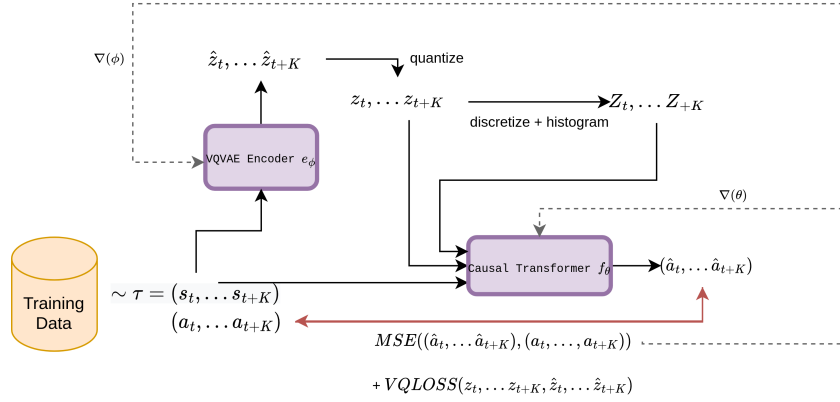 ∇(ϕ)
ẑ_t, … ẑ_{t+K}
quantize
z_t, … z_{t+K}
Z_t, … Z_{+K}
discretize + histogram
VQVAE Encoder e_ϕ
∇(θ)
Causal Transformer f_θ
(â_t, … â_{t+K})
Training
Data
∼ τ = (s_t, … s_{t+K})
(a_t, … a_{t+K})
MSE((â_t, … â_{t+K}), (a_t, …, a_{t+K}))
+ VQLOSS(z_t, … z_{t+K}, ẑ_t, … ẑ_{t+K})